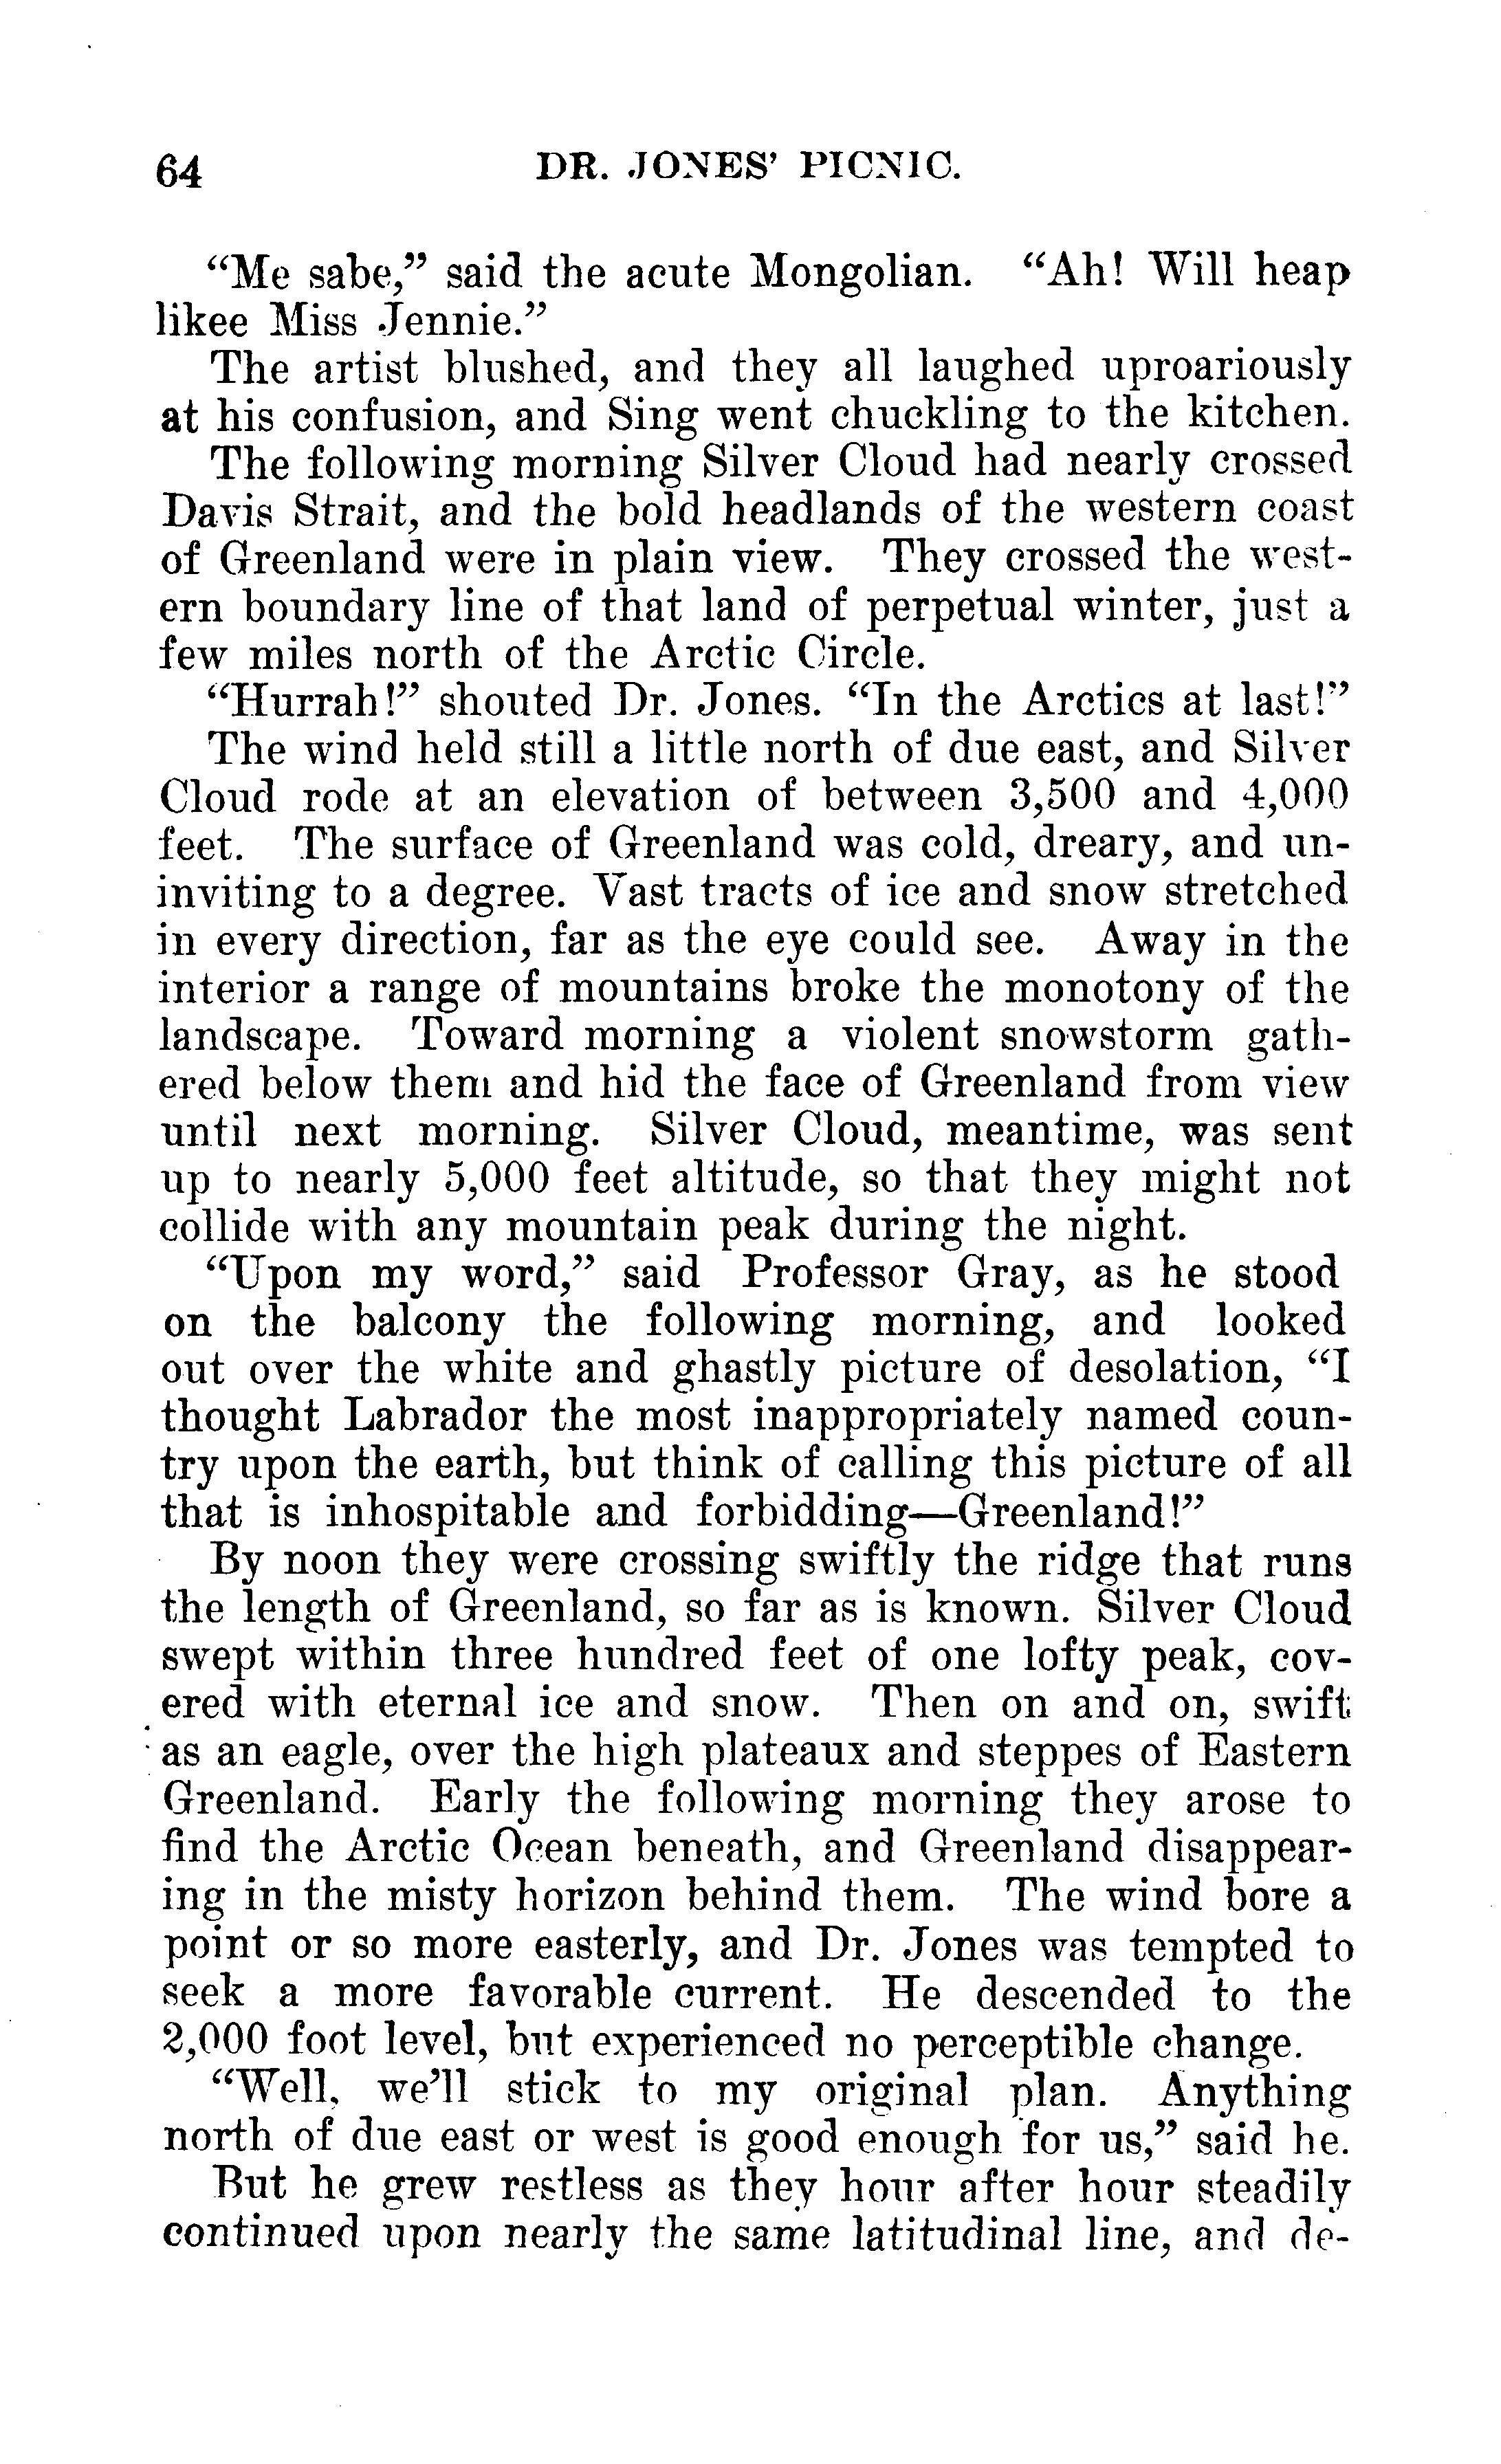 64 DR. JONES' PICNIC.
“Me sabe,” said the acute Mongolian. “Ah! Will heap
likee Miss Jennie.”
The artist blushed, and they all laughed uproariously
at his confusion, and Sing went chuckling to the kitchen.
The following morning Silver Cloud had nearly crossed
Davis Strait, and the bold headlands of the western coast
of Greenland were in plain view. They crossed the west-
ern boundary line of that land of perpetual winter, just a
few miles north of the Arctic Circle.
“Hurrah!” shouted Dr. Jones. “In the Arctics at last!”
The wind held still a little north of due east, and Silver
Cloud rode at an elevation of between 3,500 and 4,000
feet. The surface of Greenland was cold, dreary, and un-
inviting to a degree. Vast tracts of ice and snow stretched
in every direction, far as the eye could see. Away in the
interior a range of mountains broke the monotony of the
landscape. Toward morning a violent snowstorm gath-
ered below them and hid the face of Greenland from view
until next morning. Silver Cloud, meantime, was sent
up to nearly 5,000 feet altitude, so that they might not
collide with any mountain peak during the night.
“Upon my word,” said Professor Gray, as he stood
on the balcony the following morning, and looked
out over the white and ghastly picture of desolation, “I
thought Labrador the most inappropriately named coun-
try upon the earth, but think of calling this picture of all
that is inhospitable and forbidding—Greenland!”
By noon they were crossing swiftly the ridge that runs
the length of Greenland, so far as is known. Silver Cloud
swept within three hundred feet of one lofty peak, cov-
ered with eternal ice and snow. Then on and on, swift
as an eagle, over the high plateaux and steppes of Eastern
Greenland. Early the following morning they arose to
find the Arctic Ocean beneath, and Greenland disappear-
ing in the misty horizon behind them. The wind bore a
point or so more easterly, and Dr. Jones was tempted to
seek a more favorable current. He descended to the
2,000 foot level, but experienced no perceptible change.
“Well, we’ll stick to my original plan. Anything
north of due east or west is good enough for us,” said he.
But he grew restless as they hour after hour steadily
continued upon nearly the same latitudinal line, and de-